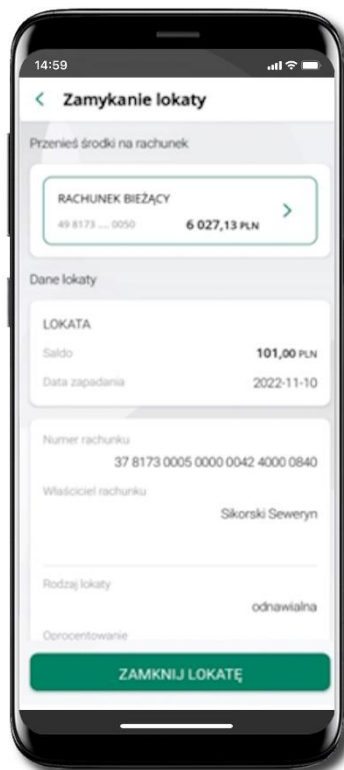 14:59
Zamykanie lokaty
Przenieś środki na rachunek
RACHUNEK BIEŻĄCY
49 8173 .... 0050 6 027,13 PLN
Dane lokaty
LOKATA
Saldo 101,00 PLN
Data zapadania 2022-11-10
Numer rachunku
37 8173 0005 0000 0042 4000 0840
Właściciel rachunku
Sikorski Seweryn
Rodzaj lokaty
odnawialna
Oprocentowanie
ZAMKNIJ LOKATĘ